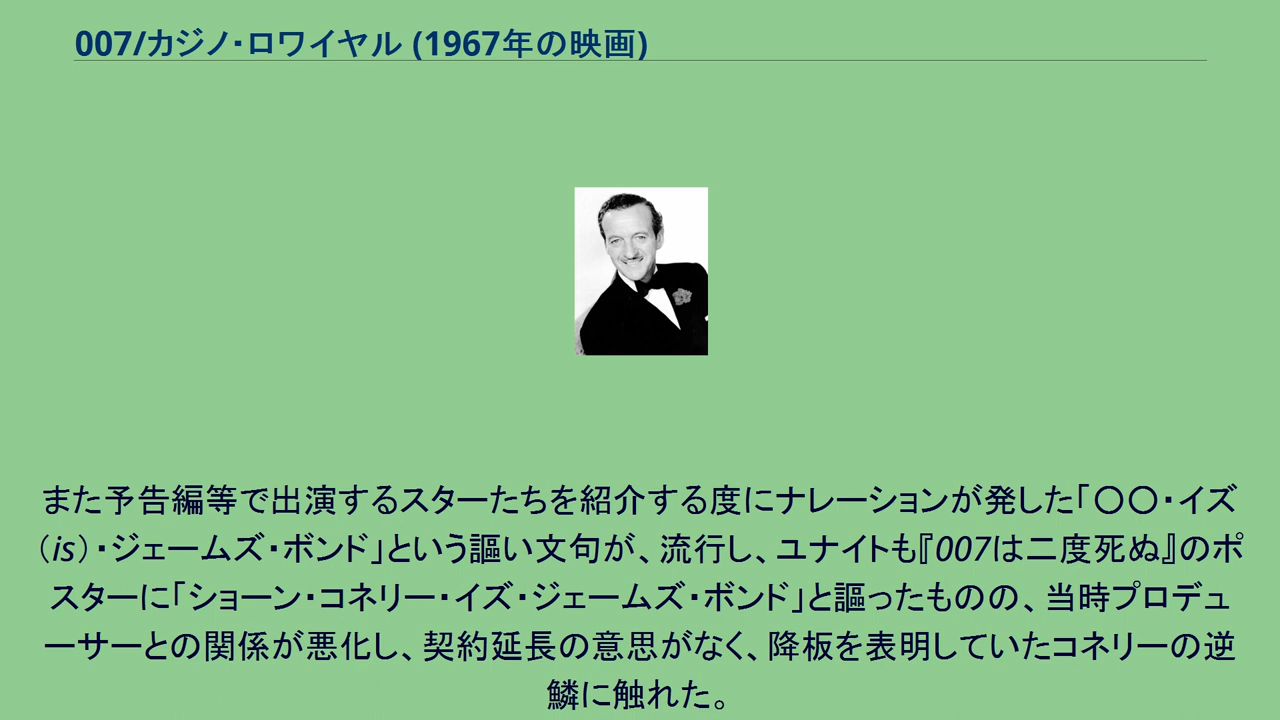 007/カジノ・ロワイヤル (1967年の映画)
また予告編等で出演するスターたちを紹介する度にナレーションが発した「〇〇・イズ
（is）・ジェームズ・ボンド」という謳い文句が、流行し、ユナイトも『007は二度死ぬ』のポ
スターに「ショーン・コネリー・イズ・ジェームズ・ボンド」と謳ったものの、当時プロデュ
ーサーとの関係が悪化し、契約延長の意思がなく、降板を表明していたコネリーの逆
鱗に触れた。